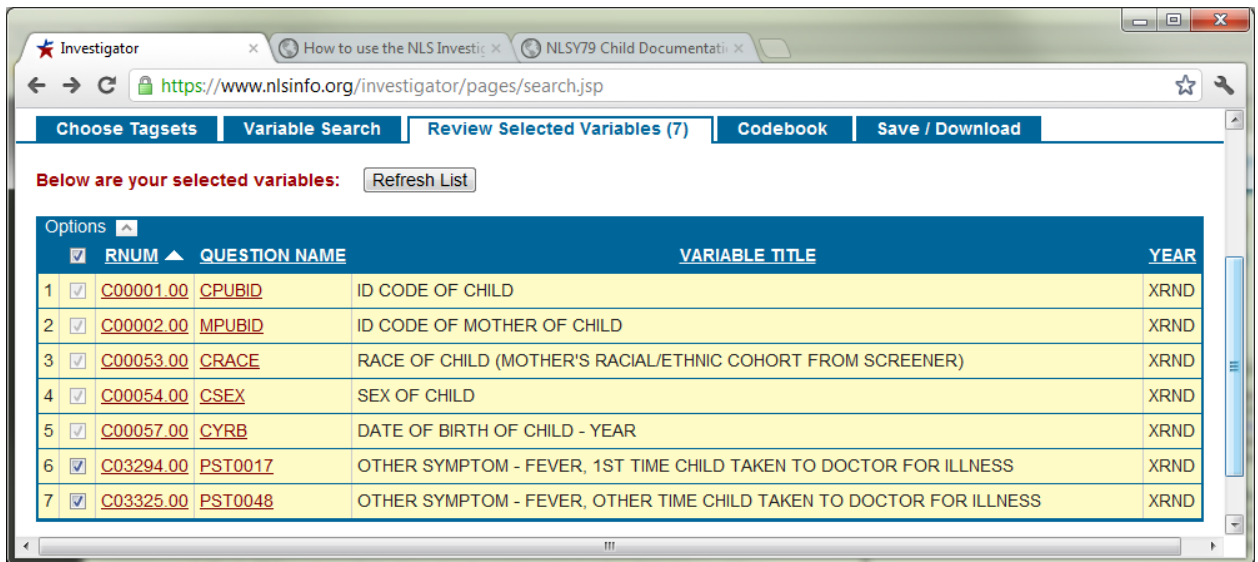 Investigator How to use the NLS Investig NLSY79 Child Documentati
https://www.nlsinfo.org/investigator/pages/search.jsp
Choose Tagsets Variable Search Review Selected Variables (7) Codebook Save / Download
Below are your selected variables: Refresh List
Options
RNUM QUESTION NAME VARIABLE TITLE YEAR
1 C00001.00 CPUBID ID CODE OF CHILD XRND
2 C00002.00 MPUBID ID CODE OF MOTHER OF CHILD XRND
3 C00053.00 CRACE RACE OF CHILD (MOTHER'S RACIAL/ETHNIC COHORT FROM SCREENER) XRND
4 C00054.00 CSEX SEX OF CHILD XRND
5 C00057.00 CYRB DATE OF BIRTH OF CHILD - YEAR XRND
6 C03294.00 PST0017 OTHER SYMPTOM - FEVER, 1ST TIME CHILD TAKEN TO DOCTOR FOR ILLNESS XRND
7 C03325.00 PST0048 OTHER SYMPTOM - FEVER, OTHER TIME CHILD TAKEN TO DOCTOR FOR ILLNESS XRND